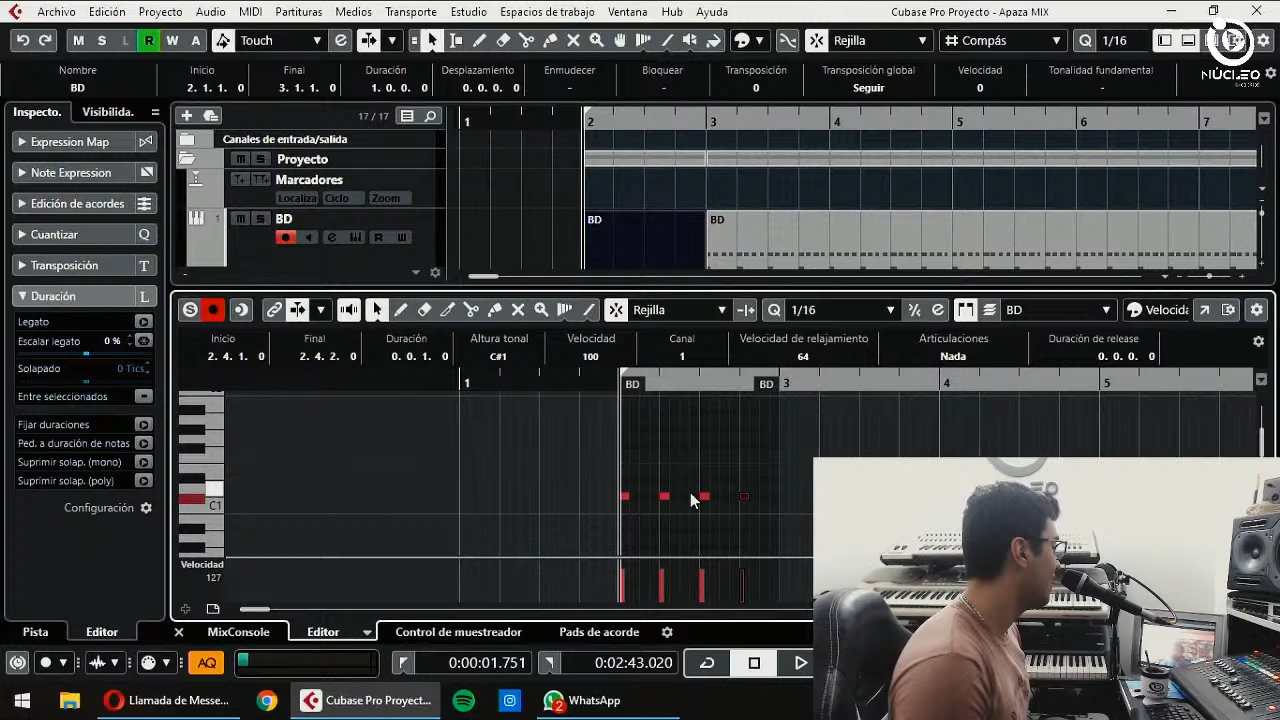 Archivo Edición Proyecto Audio MIDI Partituras Medios Transporte Estudio Espacios de trabajo Ventana Hub Ayuda Cubase Pro Proyecto - Apaza MIX
M S L R W A Touch Rejilla Compás Q 1/16
NÚCLEO
Nombre Inicio Final Duración Desplazamiento Enmudecer Bloquear Transposición Transposición global Velocidad Tonalidad fundamental
BD 2.1.1. 0 3.1.1. 0 1.0.0. 0 0.0.0. 0 - - 0 Seguir 0 -
Inspecto. Visibilida. 17 / 17 1 2 3 4 5 6 7
Expression Map Canales de entrada/salida
m S Proyecto
Note Expression Marcadores
Localiza Ciclo Zoom
Edición de acordes
1 m S BD BD BD
Cuantizar Q
e R W
Transposición T
Duración L
S Rejilla Q 1/16 e BD Velocida
Legato
Escalar legato 0 %
Solapado 0 Tics
Entre seleccionados
Fijar duraciones
Ped. a duración de notas
Suprimir solap. (mono)
Suprimir solap. (poly)
Configuración
Inicio Final Duración Altura tonal Velocidad Canal Velocidad de relajamiento Articulaciones Duración de release
2.4.1. 0 2.4.2. 0 0.0.1. 0 C#1 100 1 64 Nada 0.0.0. 0
1 BD BD 3 4 5
C1
Velocidad
127
Pista Editor MixConsole Editor Control de muestreador Pads de acorde
AQ 0:00:01.751 0:02:43.020
Llamada de Messe... Cubase Pro Proyect... 2 WhatsApp